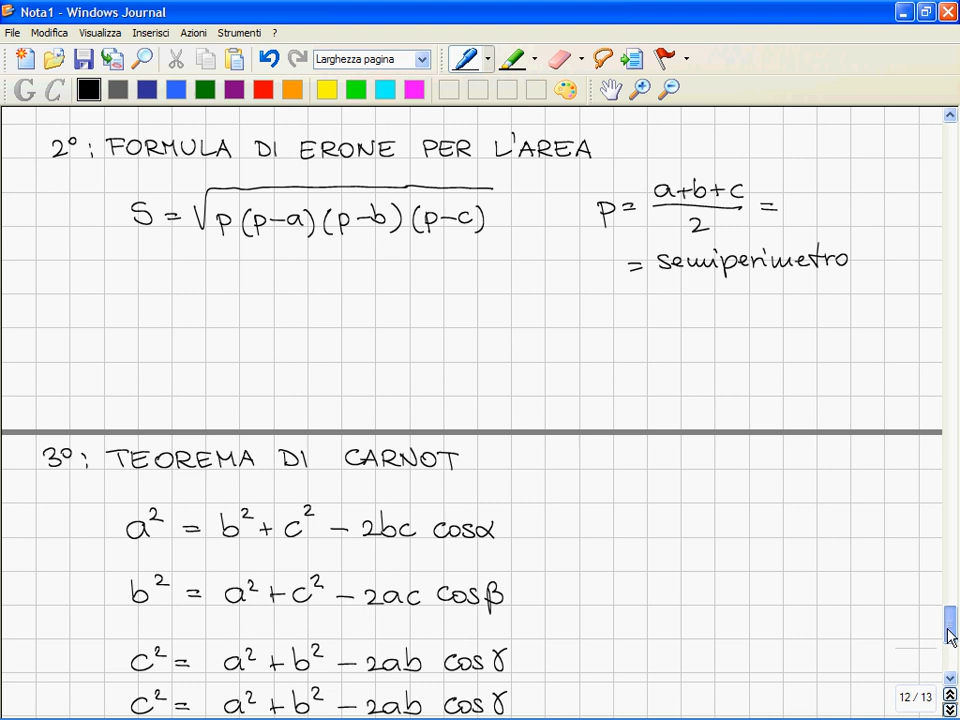 Nota1 - Windows Journal
File Modifica Visualizza Inserisci Azioni Strumenti ?
Larghezza pagina
G C
2°: FORMULA DI ERONE PER L'AREA
S = √p(p-a)(p-b)(p-c)
p = a+b+c/2 =
= semiperimetro
3°: TEOREMA DI CARNOT
a² = b² + c² - 2bc cosα
b² = a² + c² - 2ac cosβ
c² = a² + b² - 2ab cosγ
c² = a² + b² - 2ab cosγ
12 / 13